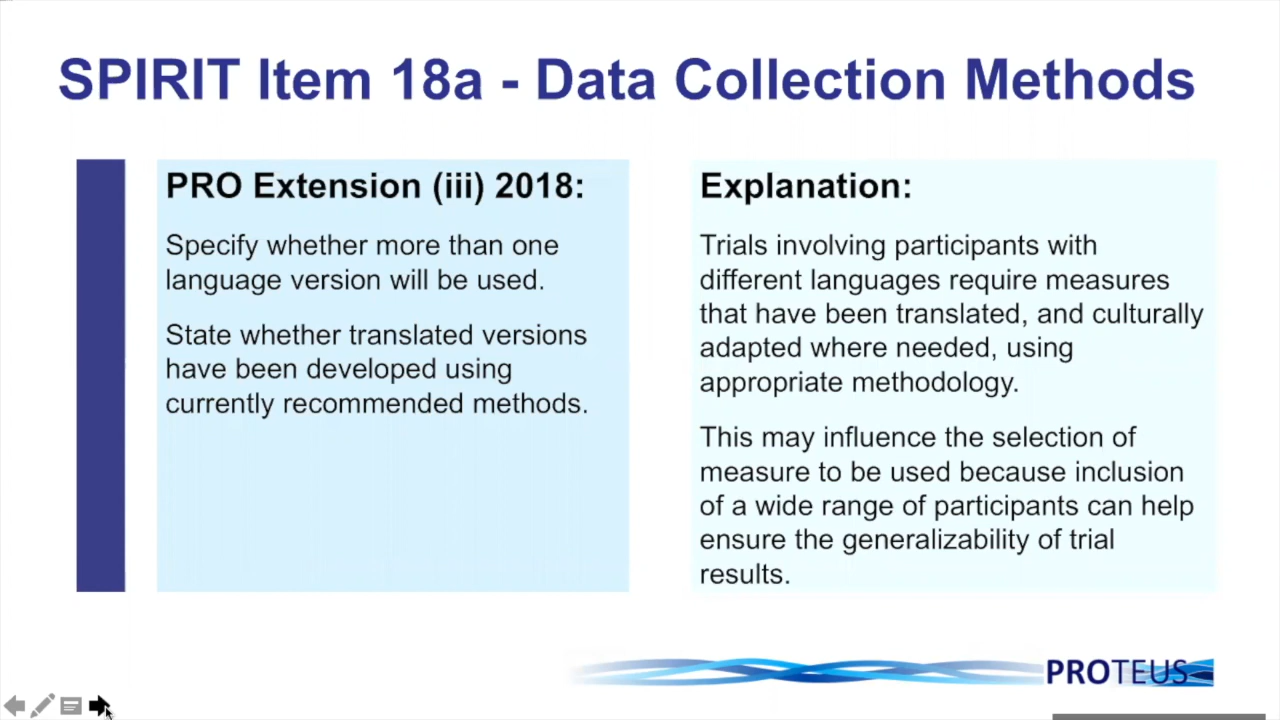 SPIRIT Item 18a - Data Collection Methods
PRO Extension (iii) 2018:
Specify whether more than one
language version will be used.
State whether translated versions
have been developed using
currently recommended methods.
Explanation:
Trials involving participants with
different languages require measures
that have been translated, and culturally
adapted where needed, using
appropriate methodology.
This may influence the selection of
measure to be used because inclusion
of a wide range of participants can help
ensure the generalizability of trial
results.
PROTEUS